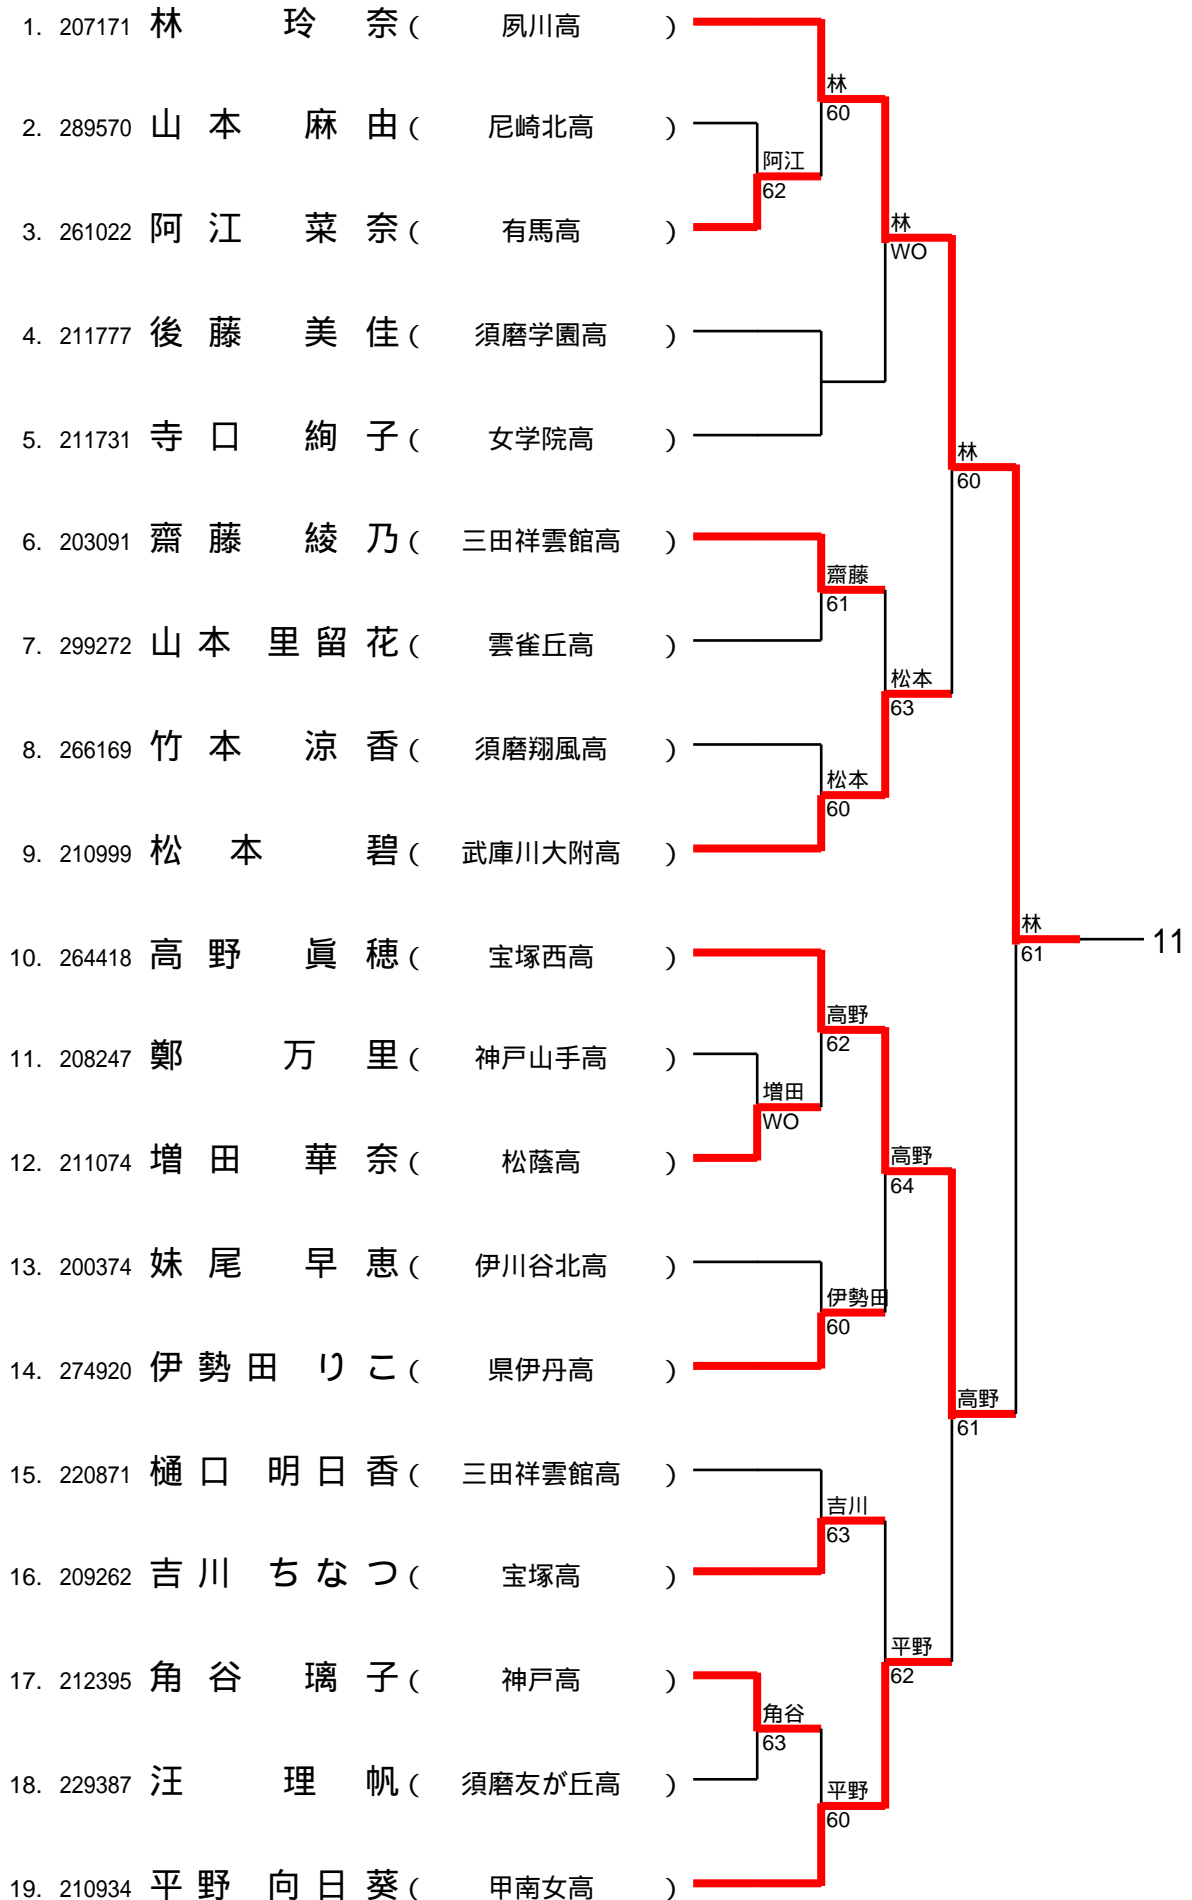 1. 207171 林 玲 奈 ( 夙川高 )
林
60
2. 289570 山 本 麻 由 ( 尼崎北高 )
阿江
62
3. 261022 阿 江 菜 奈 ( 有馬高 )
林
WO
4. 211777 後 藤 美 佳 ( 須磨学園高 )
5. 211731 寺 口 絢 子 ( 女学院高 )
林
60
6. 203091 齋 藤 綾 乃 ( 三田祥雲館高 )
齋藤
61
7. 299272 山 本 里 留 花 ( 雲雀丘高 )
松本
63
8. 266169 竹 本 涼 香 ( 須磨翔風高 )
松本
60
9. 210999 松 本 碧 ( 武庫川大附高 )
林
61
11
10. 264418 高 野 眞 穂 ( 宝塚西高 )
高野
62
11. 208247 鄭 万 里 ( 神戸山手高 )
増田
WO
12. 211074 増 田 華 奈 ( 松蔭高 )
高野
64
13. 200374 妹 尾 早 恵 ( 伊川谷北高 )
伊勢田
60
14. 274920 伊 勢 田 り こ ( 県伊丹高 )
高野
61
15. 220871 樋 口 明 日 香 ( 三田祥雲館高 )
吉川
63
16. 209262 吉 川 ち な つ ( 宝塚高 )
平野
62
17. 212395 角 谷 璃 子 ( 神戸高 )
角谷
63
18. 229387 汪 理 帆 ( 須磨友が丘高 )
平野
60
19. 210934 平 野 向 日 葵 ( 甲南女高 )